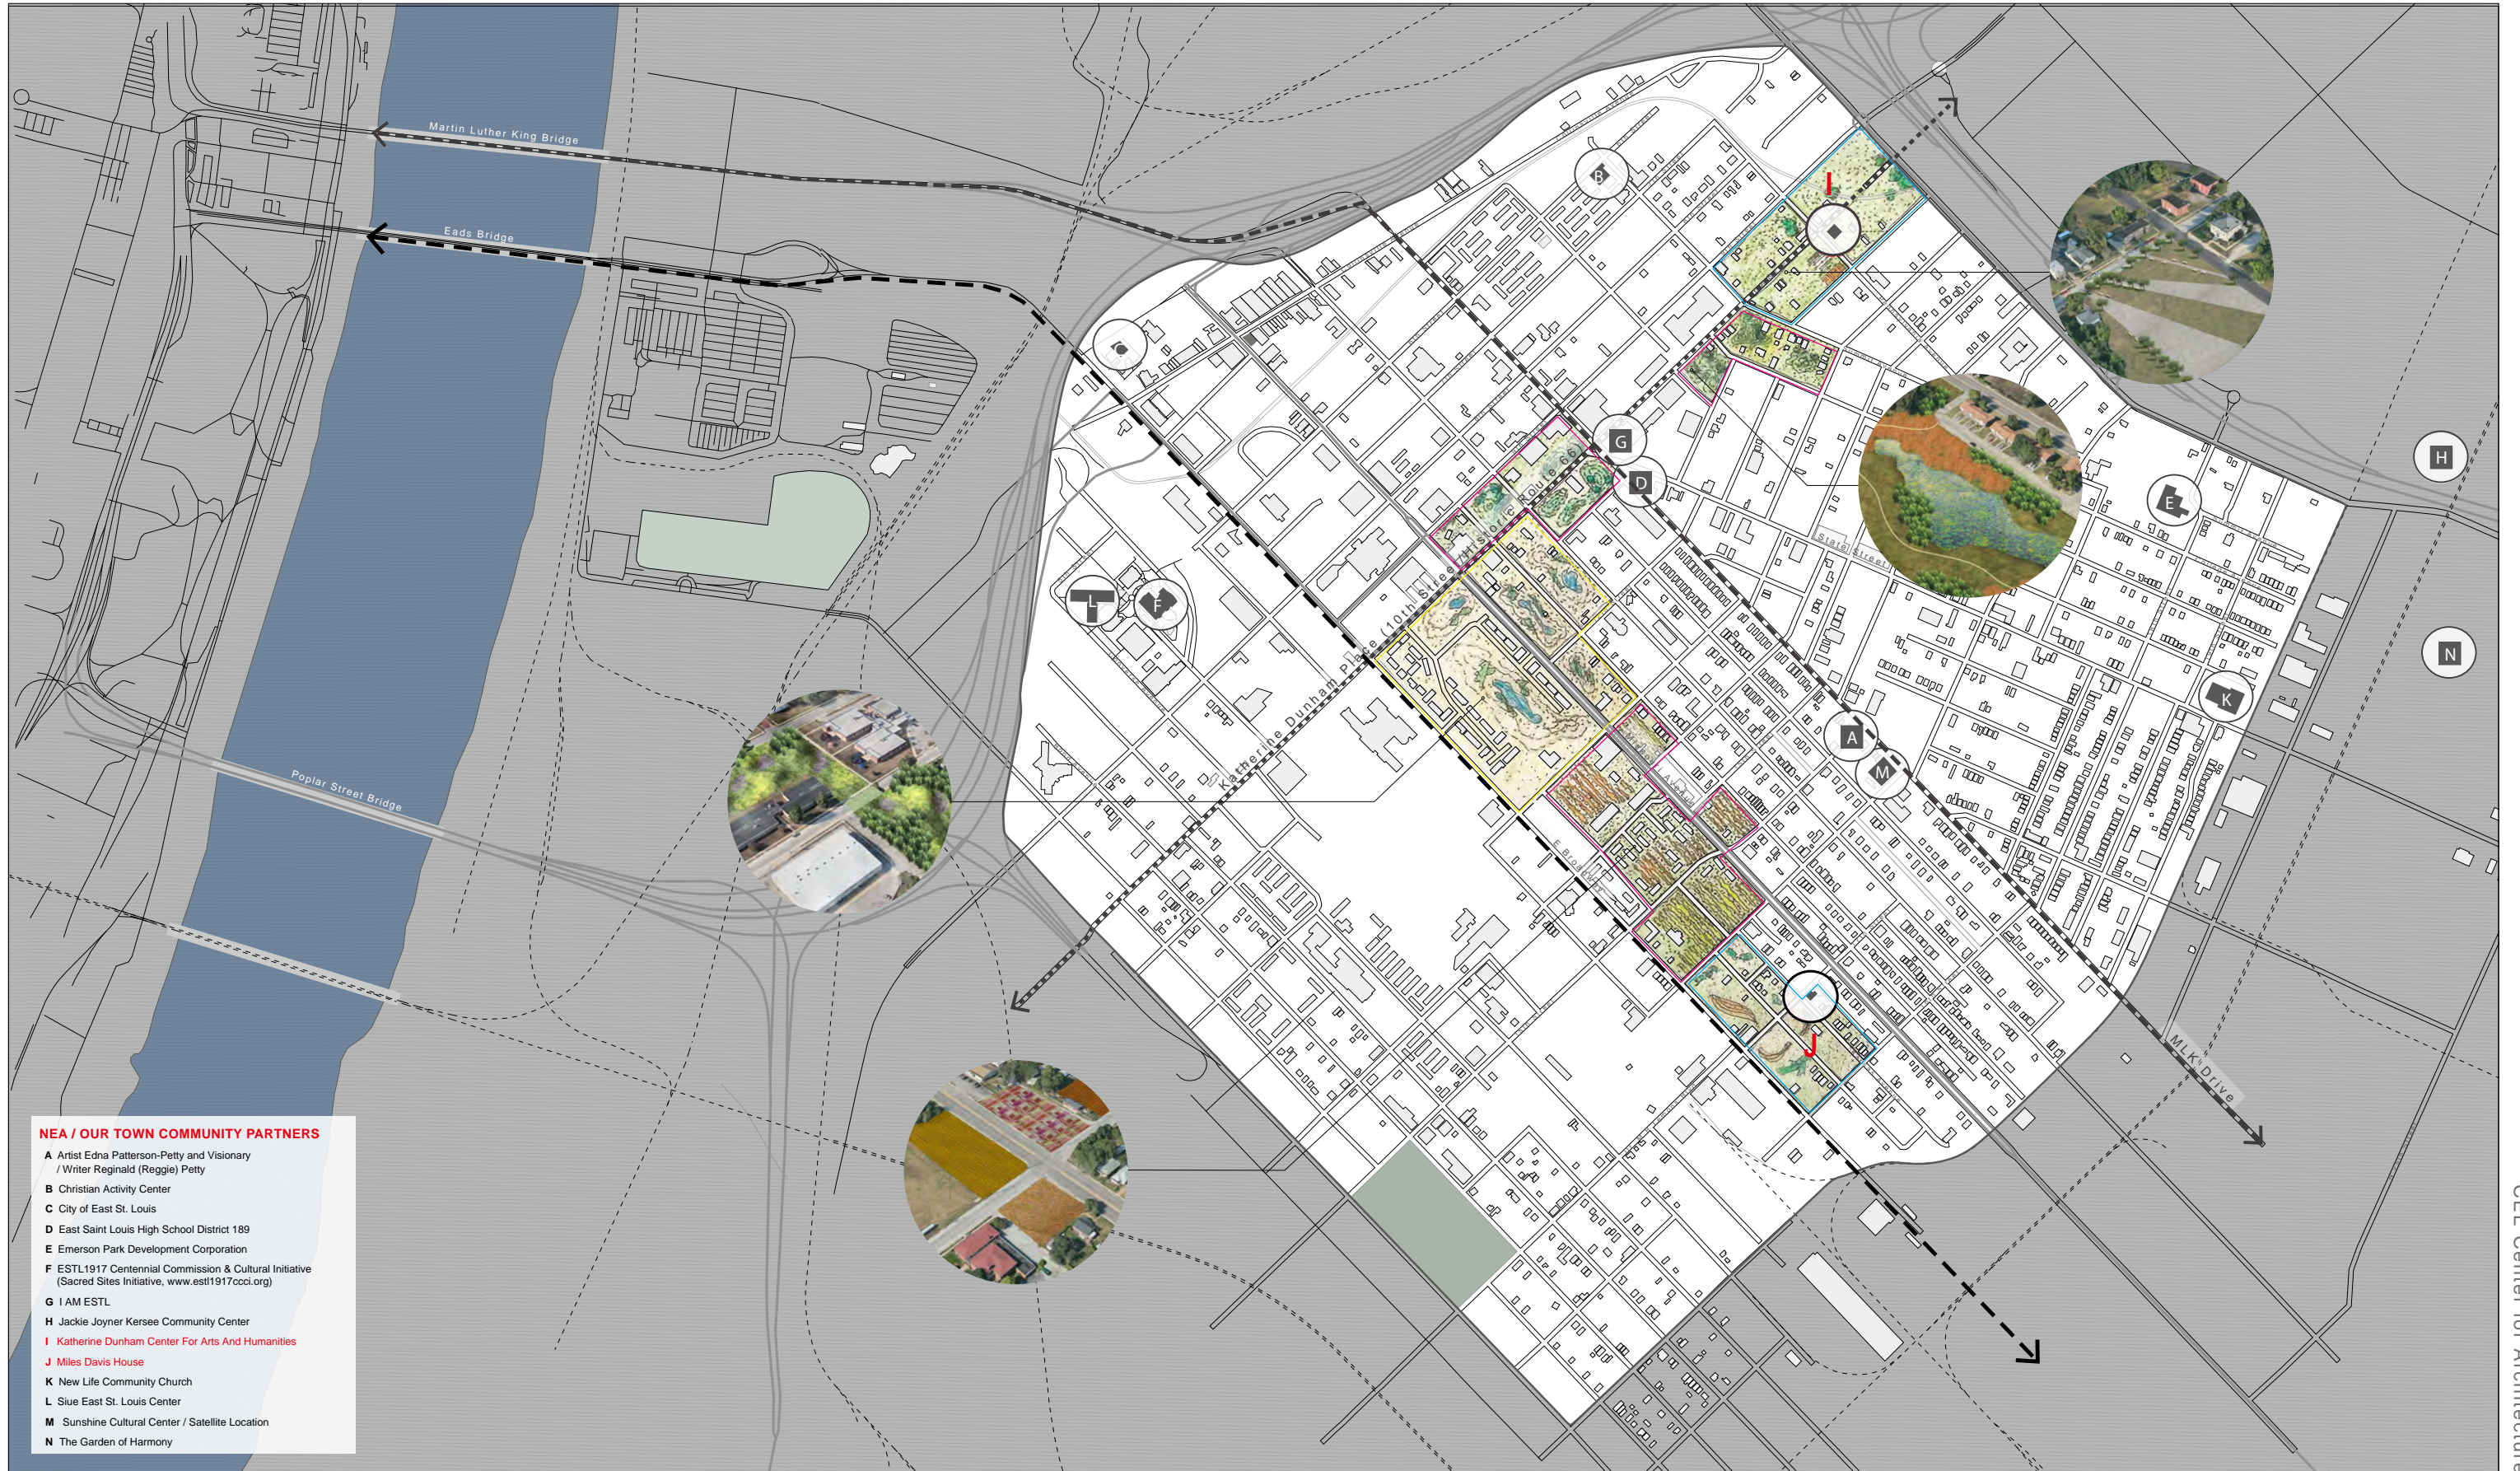 Martin Luther King Bridge
Eads Bridge
Poplar Street Bridge
B
I
C
G
D
H
E
Katherine Dunham Place (10th Street)/Historic Route 66
State Street
L
F
N
K
A
M
E Broadway
J
MLK Drive
NEA / OUR TOWN COMMUNITY PARTNERS
A Artist Edna Patterson-Petty and Visionary
/ Writer Reginald (Reggie) Petty
B Christian Activity Center
C City of East St. Louis
D East Saint Louis High School District 189
E Emerson Park Development Corporation
F ESTL1917 Centennial Commission & Cultural Initiative
(Sacred Sites Initiative, www.estl1917ccci.org)
G I AM ESTL
H Jackie Joyner Kersee Community Center
I Katherine Dunham Center For Arts And Humanities
J Miles Davis House
K New Life Community Church
L Siue East St. Louis Center
M Sunshine Cultural Center / Satellite Location
N The Garden of Harmony
CEL Center for Architecture